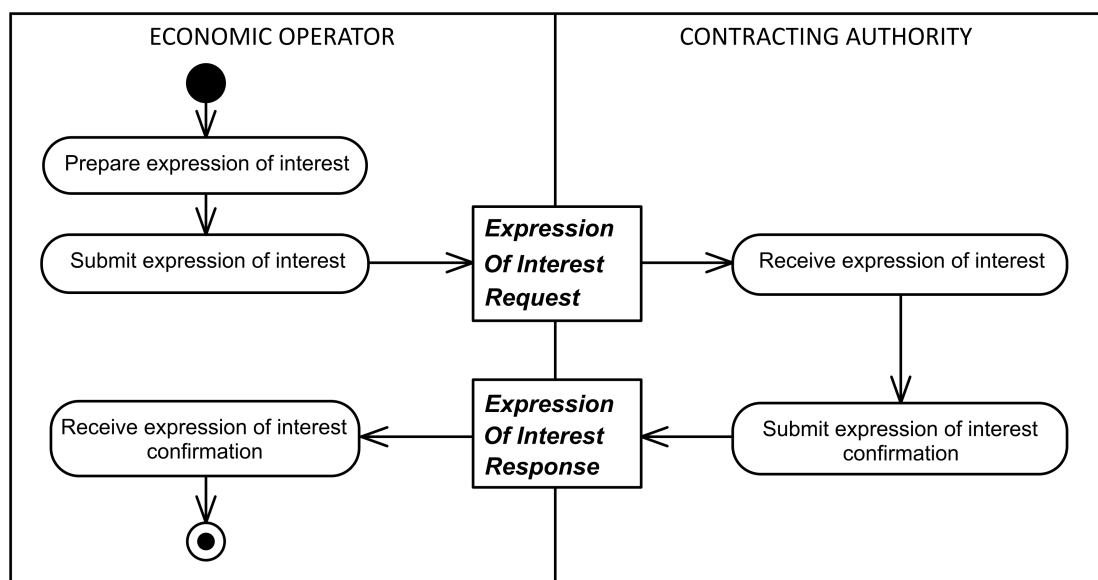 ECONOMIC OPERATOR
CONTRACTING AUTHORITY
Prepare expression of interest
Submit expression of interest
Expression
Of Interest
Request
Receive expression of interest
Receive expression of interest
confirmation
Expression
Of Interest
Response
Submit expression of interest
confirmation